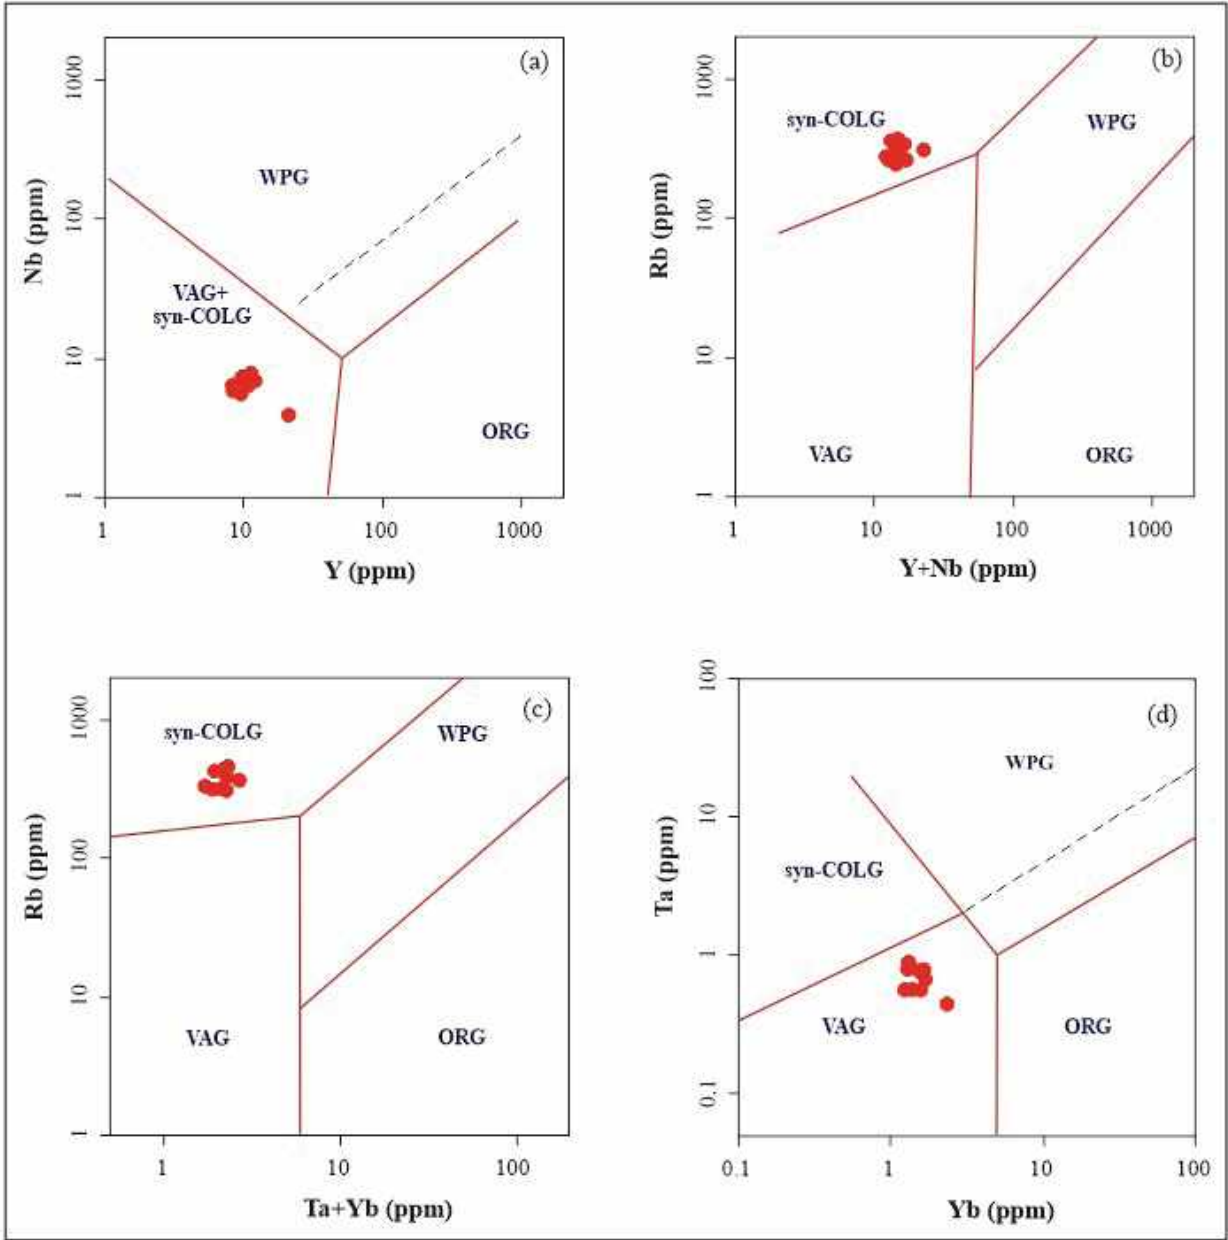 (a)
1000
100
10
1
Nb (ppm)
WPG
VAG+
syn-COLG
ORG
1 10 100 1000
Y (ppm)
(b)
1000
100
10
1
Rb (ppm)
syn-COLG
WPG
VAG
ORG
1 10 100 1000
Y+Nb (ppm)
(c)
1000
100
10
1
Rb (ppm)
syn-COLG
WPG
VAG
ORG
1 10 100
Ta+Yb (ppm)
(d)
100
10
1
0.1
Ta (ppm)
WPG
syn-COLG
VAG
ORG
0.1 1 10 100
Yb (ppm)